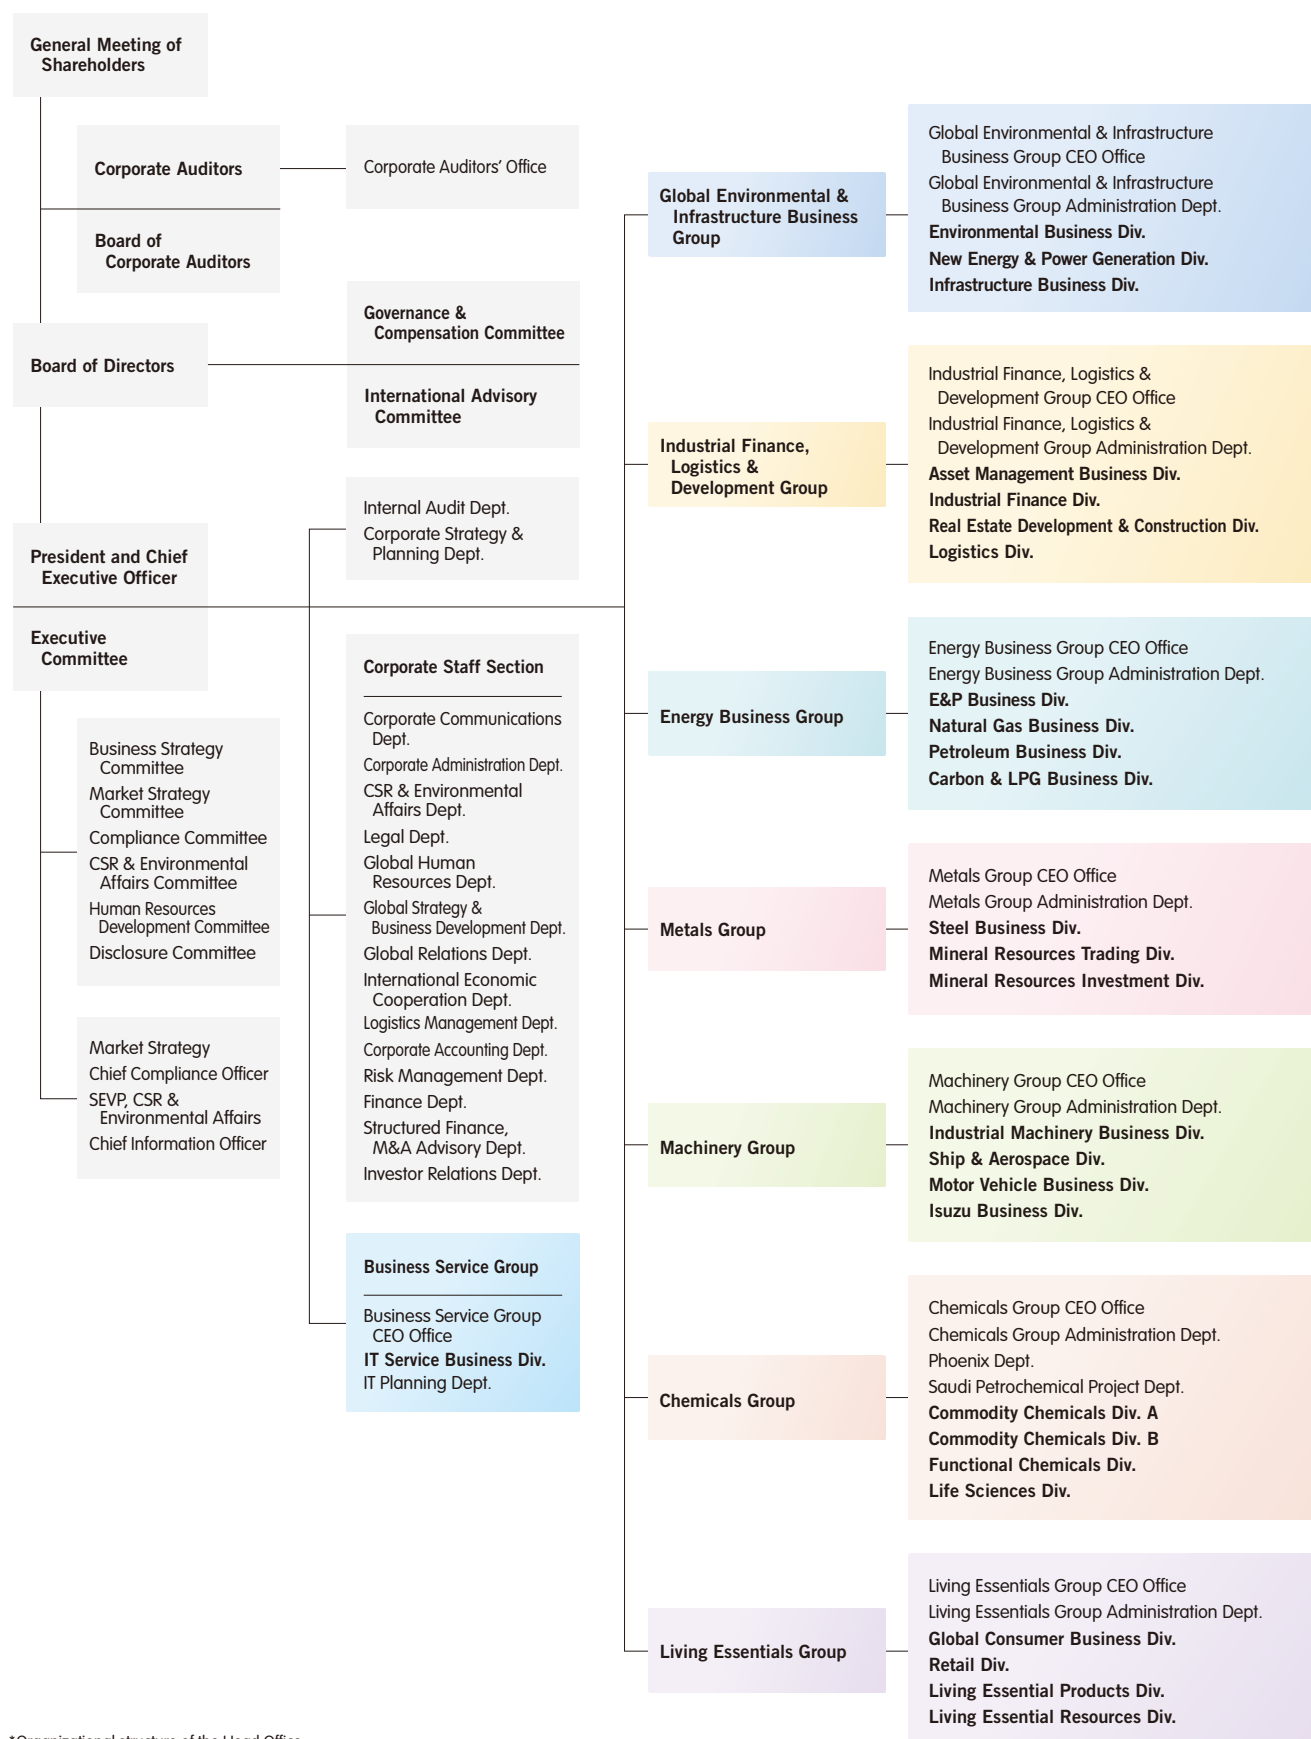 General Meeting of
Shareholders
Corporate Auditors
Board of
Corporate Auditors
Corporate Auditors’ Office
Board of Directors
Governance &
Compensation Committee
International Advisory
Committee
President and Chief
Executive Officer
Executive
Committee
Internal Audit Dept.
Corporate Strategy &
Planning Dept.
Business Strategy
Committee
Market Strategy
Committee
Compliance Committee
CSR & Environmental
Affairs Committee
Human Resources
Development Committee
Disclosure Committee
Market Strategy
Chief Compliance Officer
SEVP, CSR &
Environmental Affairs
Chief Information Officer
Corporate Staff Section
Corporate Communications
Dept.
Corporate Administration Dept.
CSR & Environmental
Affairs Dept.
Legal Dept.
Global Human
Resources Dept.
Global Strategy &
Business Development Dept.
Global Relations Dept.
International Economic
Cooperation Dept.
Logistics Management Dept.
Corporate Accounting Dept.
Risk Management Dept.
Finance Dept.
Structured Finance,
M&A Advisory Dept.
Investor Relations Dept.
Business Service Group
Business Service Group
CEO Office
IT Service Business Div.
IT Planning Dept.
Global Environmental &
Infrastructure Business
Group
Global Environmental & Infrastructure
Business Group CEO Office
Global Environmental & Infrastructure
Business Group Administration Dept.
Environmental Business Div.
New Energy & Power Generation Div.
Infrastructure Business Div.
Industrial Finance,
Logistics &
Development Group
Industrial Finance, Logistics &
Development Group CEO Office
Industrial Finance, Logistics &
Development Group Administration Dept.
Asset Management Business Div.
Industrial Finance Div.
Real Estate Development & Construction Div.
Logistics Div.
Energy Business Group
Energy Business Group CEO Office
Energy Business Group Administration Dept.
E&P Business Div.
Natural Gas Business Div.
Petroleum Business Div.
Carbon & LPG Business Div.
Metals Group
Metals Group CEO Office
Metals Group Administration Dept.
Steel Business Div.
Mineral Resources Trading Div.
Mineral Resources Investment Div.
Machinery Group
Machinery Group CEO Office
Machinery Group Administration Dept.
Industrial Machinery Business Div.
Ship & Aerospace Div.
Motor Vehicle Business Div.
Isuzu Business Div.
Chemicals Group
Chemicals Group CEO Office
Chemicals Group Administration Dept.
Phoenix Dept.
Saudi Petrochemical Project Dept.
Commodity Chemicals Div. A
Commodity Chemicals Div. B
Functional Chemicals Div.
Life Sciences Div.
Living Essentials Group
Living Essentials Group CEO Office
Living Essentials Group Administration Dept.
Global Consumer Business Div.
Retail Div.
Living Essential Products Div.
Living Essential Resources Div.
*Organizational structure of the Head Office